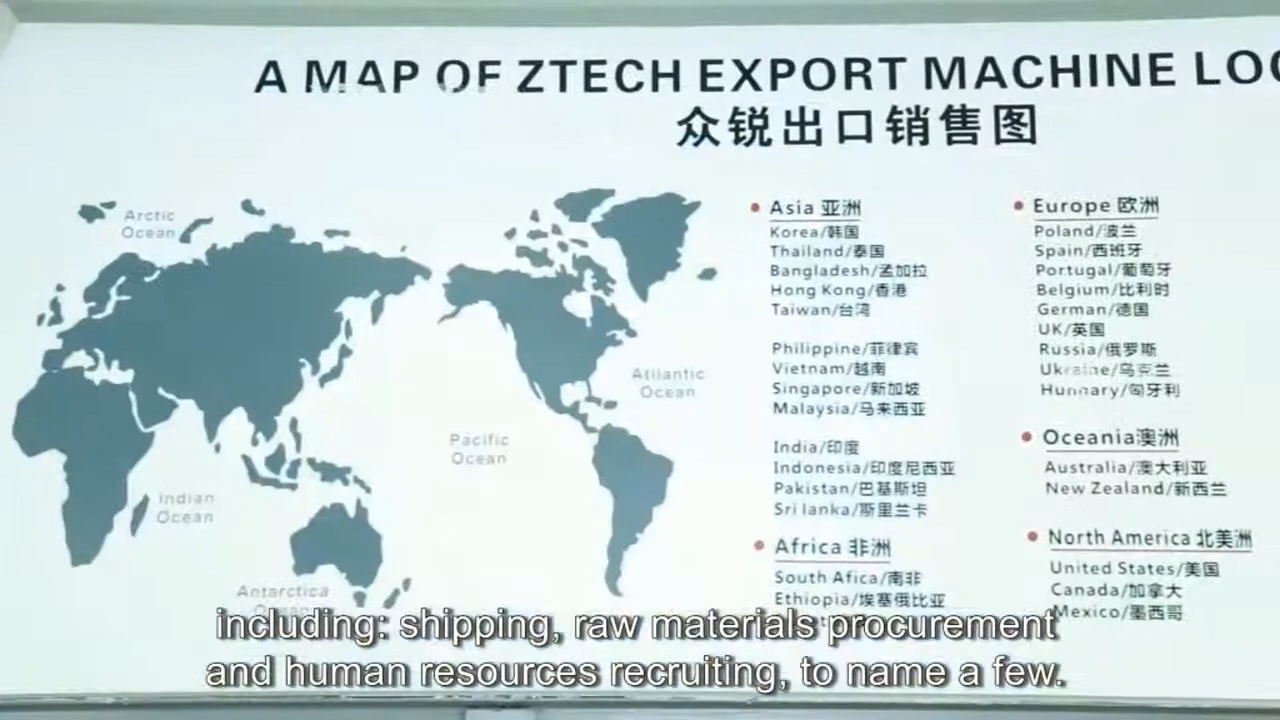 A MAP OF ZTECH EXPORT MACHINE LOC
众锐出口销售图
Arctic
Ocean
Atlantic
Ocean
Pacific
Ocean
Indian
Ocean
Antarctica
Asia 亚洲
Korea/韩国
Thailand/泰国
Bangladesh/孟加拉
Hong Kong/香港
Taiwan/台湾
Philippine/菲律宾
Vietnam/越南
Singapore/新加坡
Malaysia/马来西亚
India/印度
Indonesia/印度尼西亚
Pakistan/巴基斯坦
Sri lanka/斯里兰卡
Africa 非洲
South Afica/南非
Ethiopia/埃塞俄比亚
Europe 欧洲
Poland/波兰
Spain/西班牙
Portugal/葡萄牙
Belgium/比利时
German/德国
UK/英国
Russia/俄罗斯
Ukraine/乌克兰
Hungary/匈牙利
Oceania澳洲
Australia/澳大利亚
New Zealand/新西兰
North America 北美洲
United States/美国
Canada/加拿大
Mexico/墨西哥
including: shipping, raw materials procurement
and human resources recruiting, to name a few.